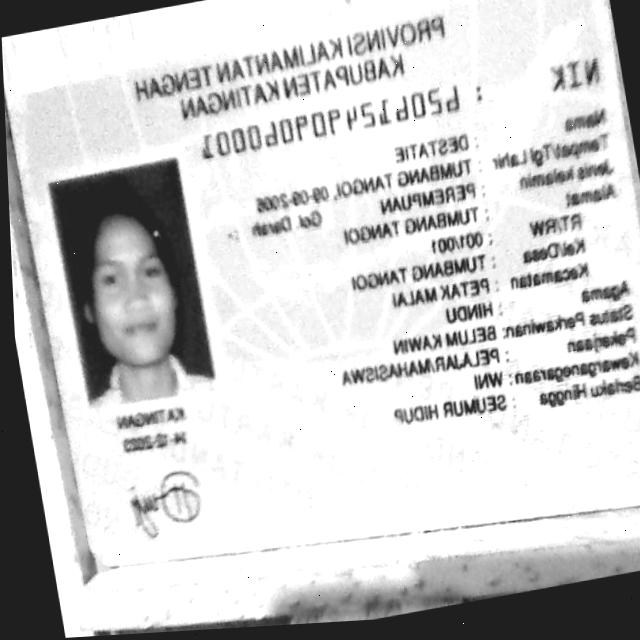 PROVINSI KALIMANTAN TENGAH
KABUPATEN KATINGAN
NIK : 6206124909060001
Nama : DESTATIE
Tempat/Tgl Lahir : TUMBANG TANGOI, 09-09-2006
Jenis kelamin : PEREMPUAN Gol. Darah : -
Alamat : TUMBANG TANGOI
RT/RW : 001/001
Kel/Desa : TUMBANG TANGOI
Kecamatan : PETAK MALAI
Agama : HINDU
Status Perkawinan: BELUM KAWIN
Pekerjaan : PELAJAR/MAHASISWA
Kewarganegaraan: WNI
Berlaku Hingga : SEUMUR HIDUP
KATINGAN
14-12-2023